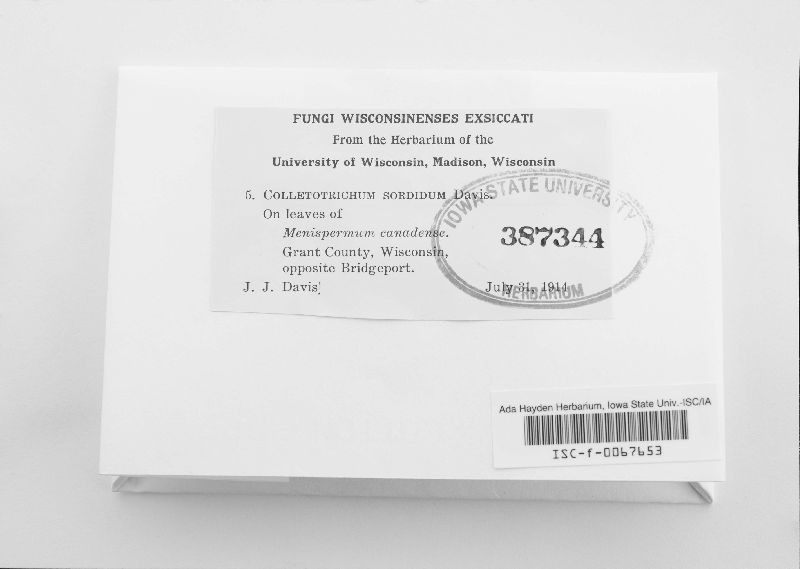 FUNGI WISCONSINENSES EXSICCATI
From the Herbarium of the
University of Wisconsin, Madison, Wisconsin
5. COLLETOTRICHUM SORDIDUM Davis.
On leaves of
Menispermum canadense.
Grant County, Wisconsin,
opposite Bridgeport.
J. J. Davis
July 31, 1914
IOWA STATE UNIVERSITY
387344
HERBARIUM
Ada Hayden Herbarium, Iowa State Univ.-ISC/IA
ISC-f-0067653